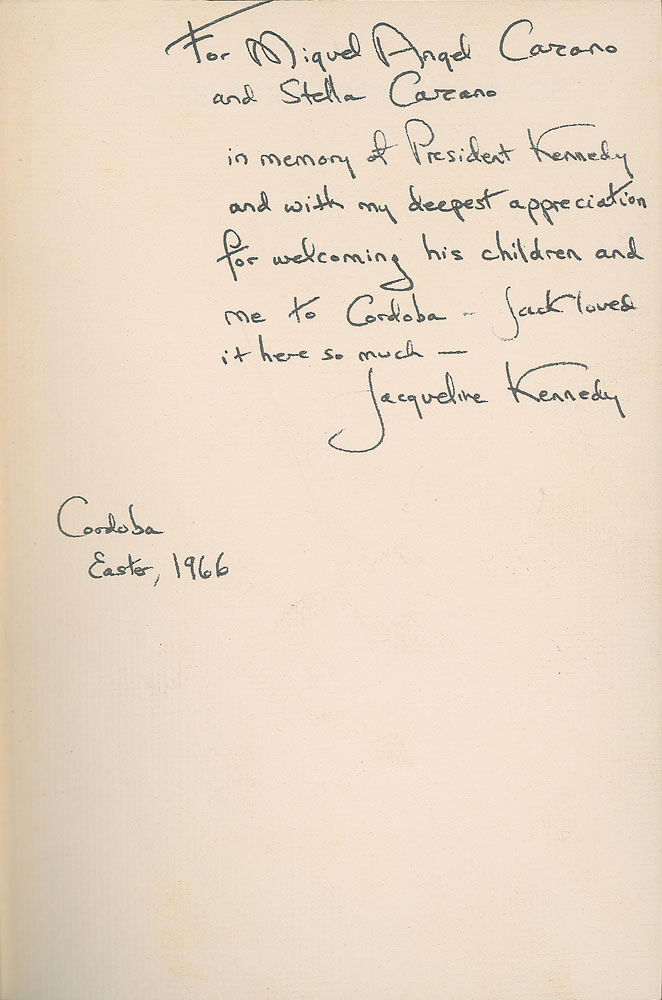 For Miguel Angel Carcano
and Stella Carcano
in memory of President Kennedy
and with my deepest appreciation
for welcoming his children and
me to Cordoba - Jack loved
it here so much —
Jacqueline Kennedy
Cordoba
Easter, 1966